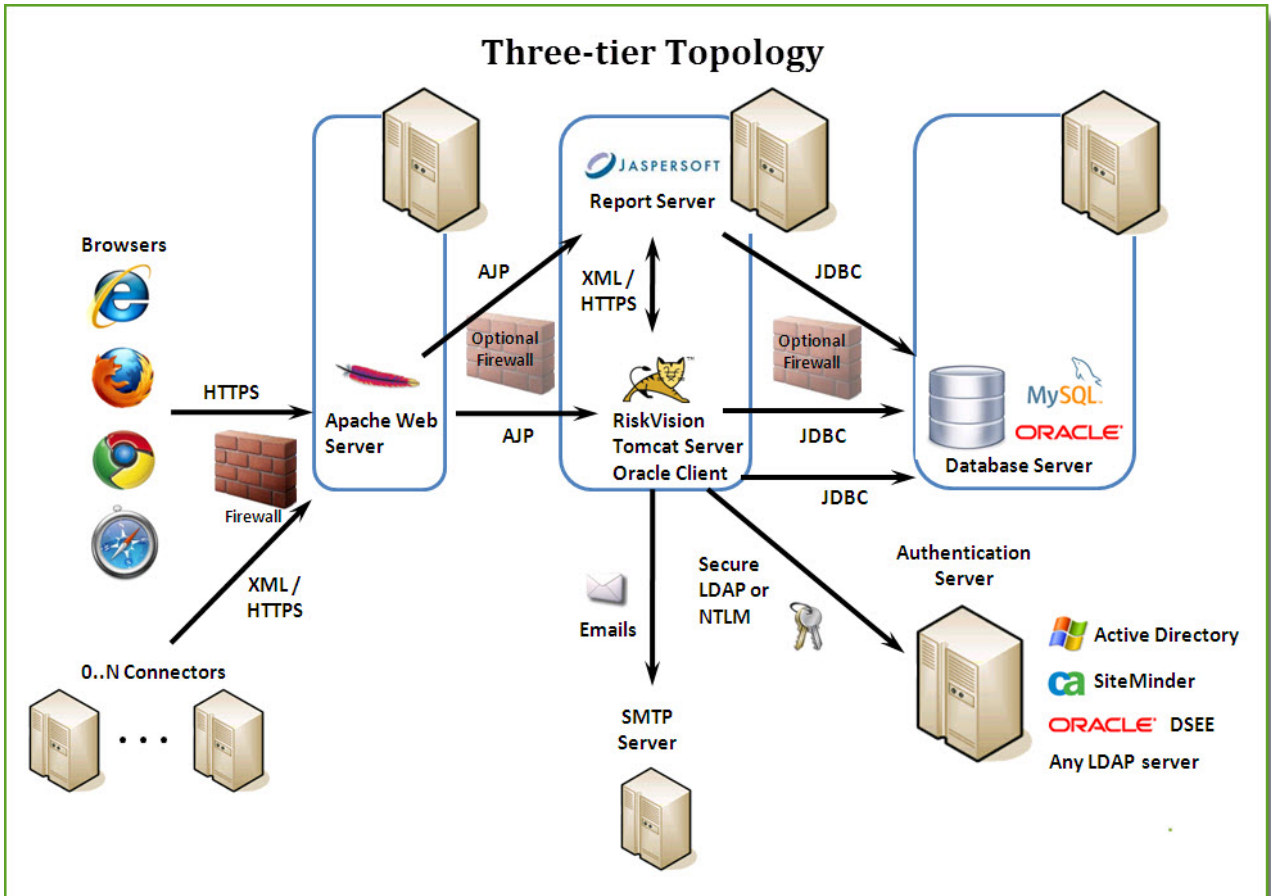 Three-tier Topology
JASPERSOFT
Report Server
Browsers
AJP
XML /
HTTPS
JDBC
Optional
Firewall
Optional
Firewall
TM
HTTPS
Apache Web
Server
AJP
RiskVision
Tomcat Server
Oracle Client
JDBC
MySQL
ORACLE
Database Server
JDBC
Firewall
XML /
HTTPS
0..N Connectors
Emails
Secure
LDAP or
NTLM
SMTP
Server
Authentication
Server
Active Directory
ca SiteMinder
ORACLE DSEE
Any LDAP server